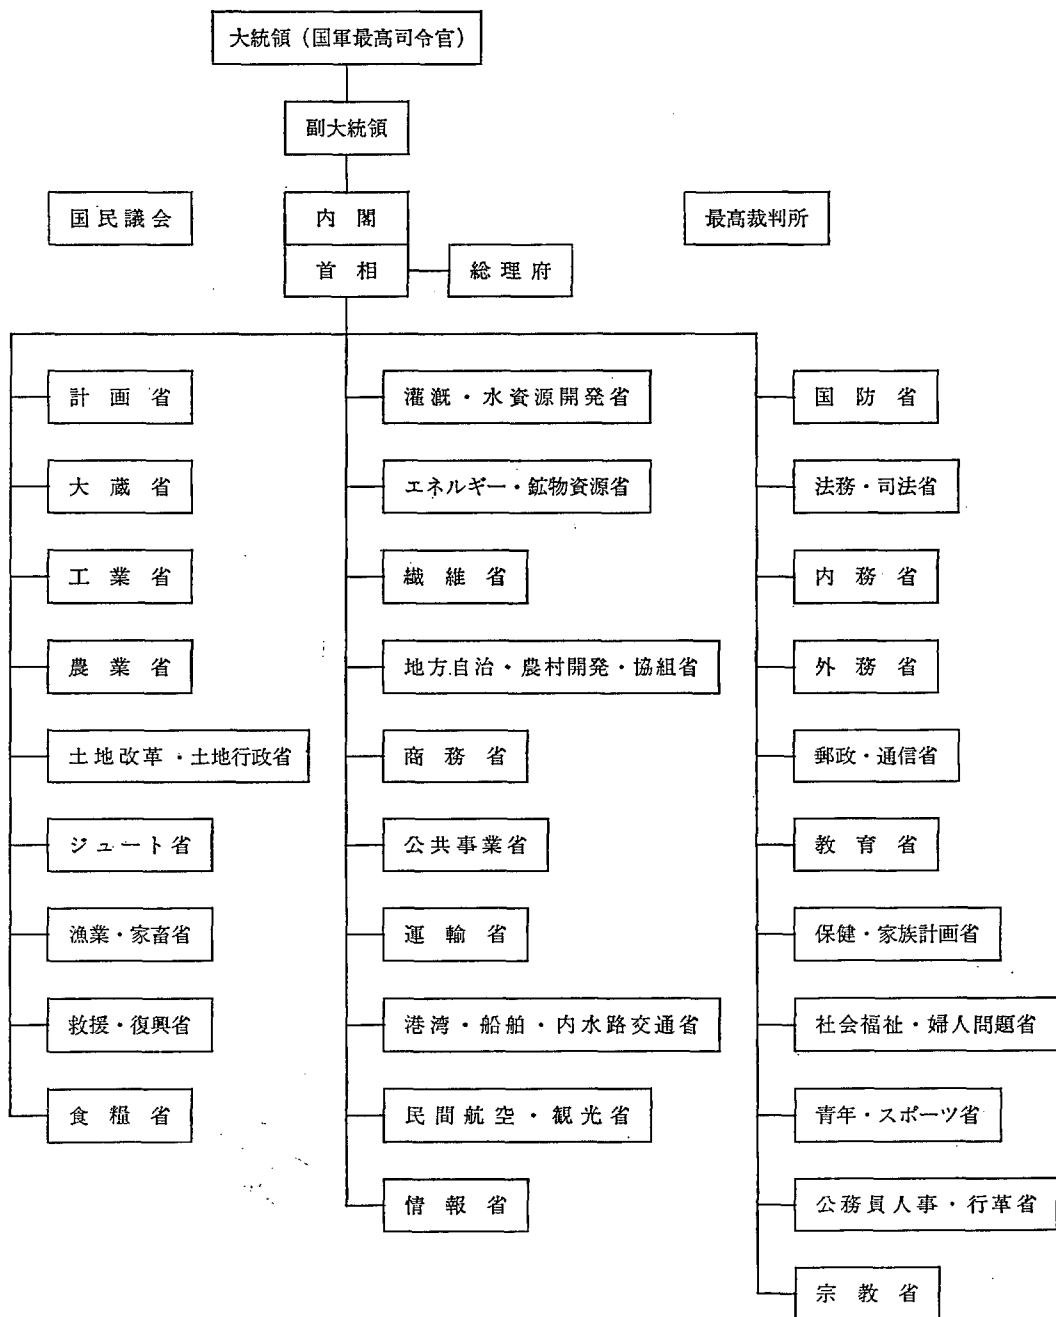 大統領（国軍最高司令官）
副大統領
国民議会
内閣
最高裁判所
首相
総理府
計画省
大蔵省
工業省
農業省
土地改革・土地行政省
ジュート省
漁業・家畜省
救援・復興省
食糧省
灌漑・水資源開発省
エネルギー・鉱物資源省
繊維省
地方自治・農村開発・協組省
商務省
公共事業省
運輸省
港湾・船舶・内水路交通省
民間航空・観光省
情報省
国防省
法務・司法省
内務省
外務省
郵政・通信省
教育省
保健・家族計画省
社会福祉・婦人問題省
青年・スポーツ省
公務員人事・行革省
宗教省